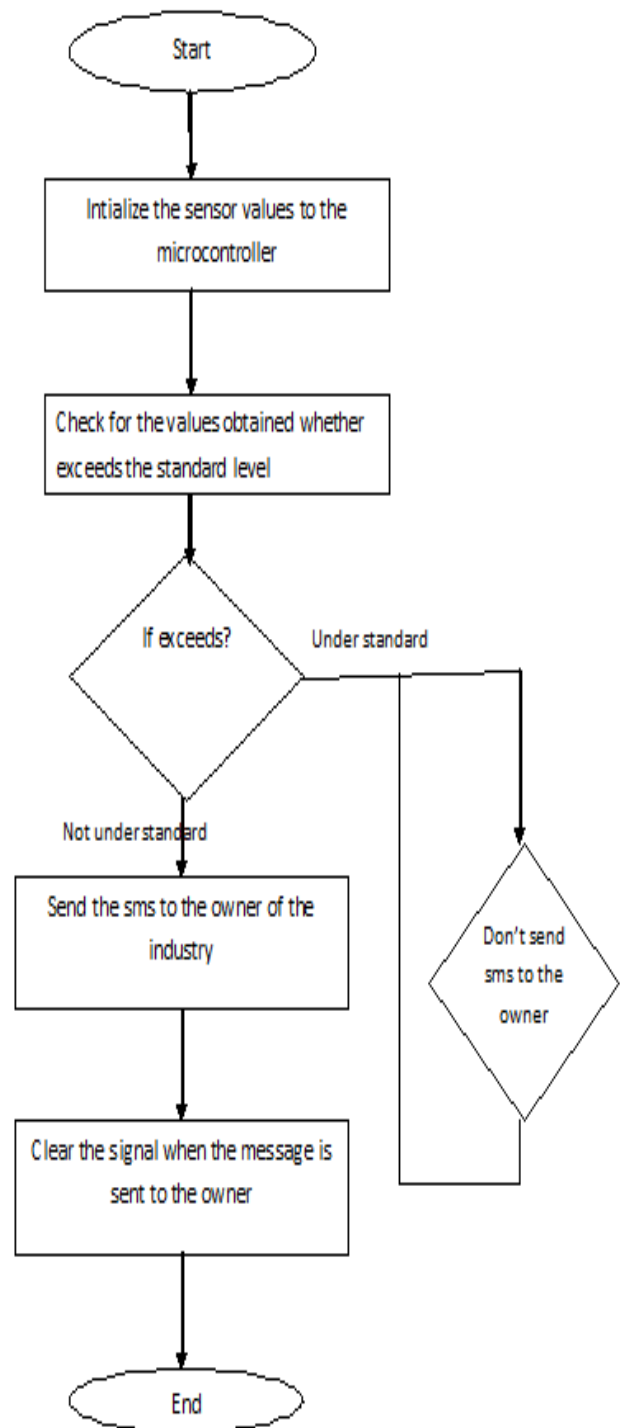 Start
Intialize the sensor values to the
microcontroller
Check for the values obtained whether
exceeds the standard level
If exceeds?
Under standard
Not under standard
Send the sms to the owner of the
industry
Don't send
sms to the
owner
Clear the signal when the message is
sent to the owner
End